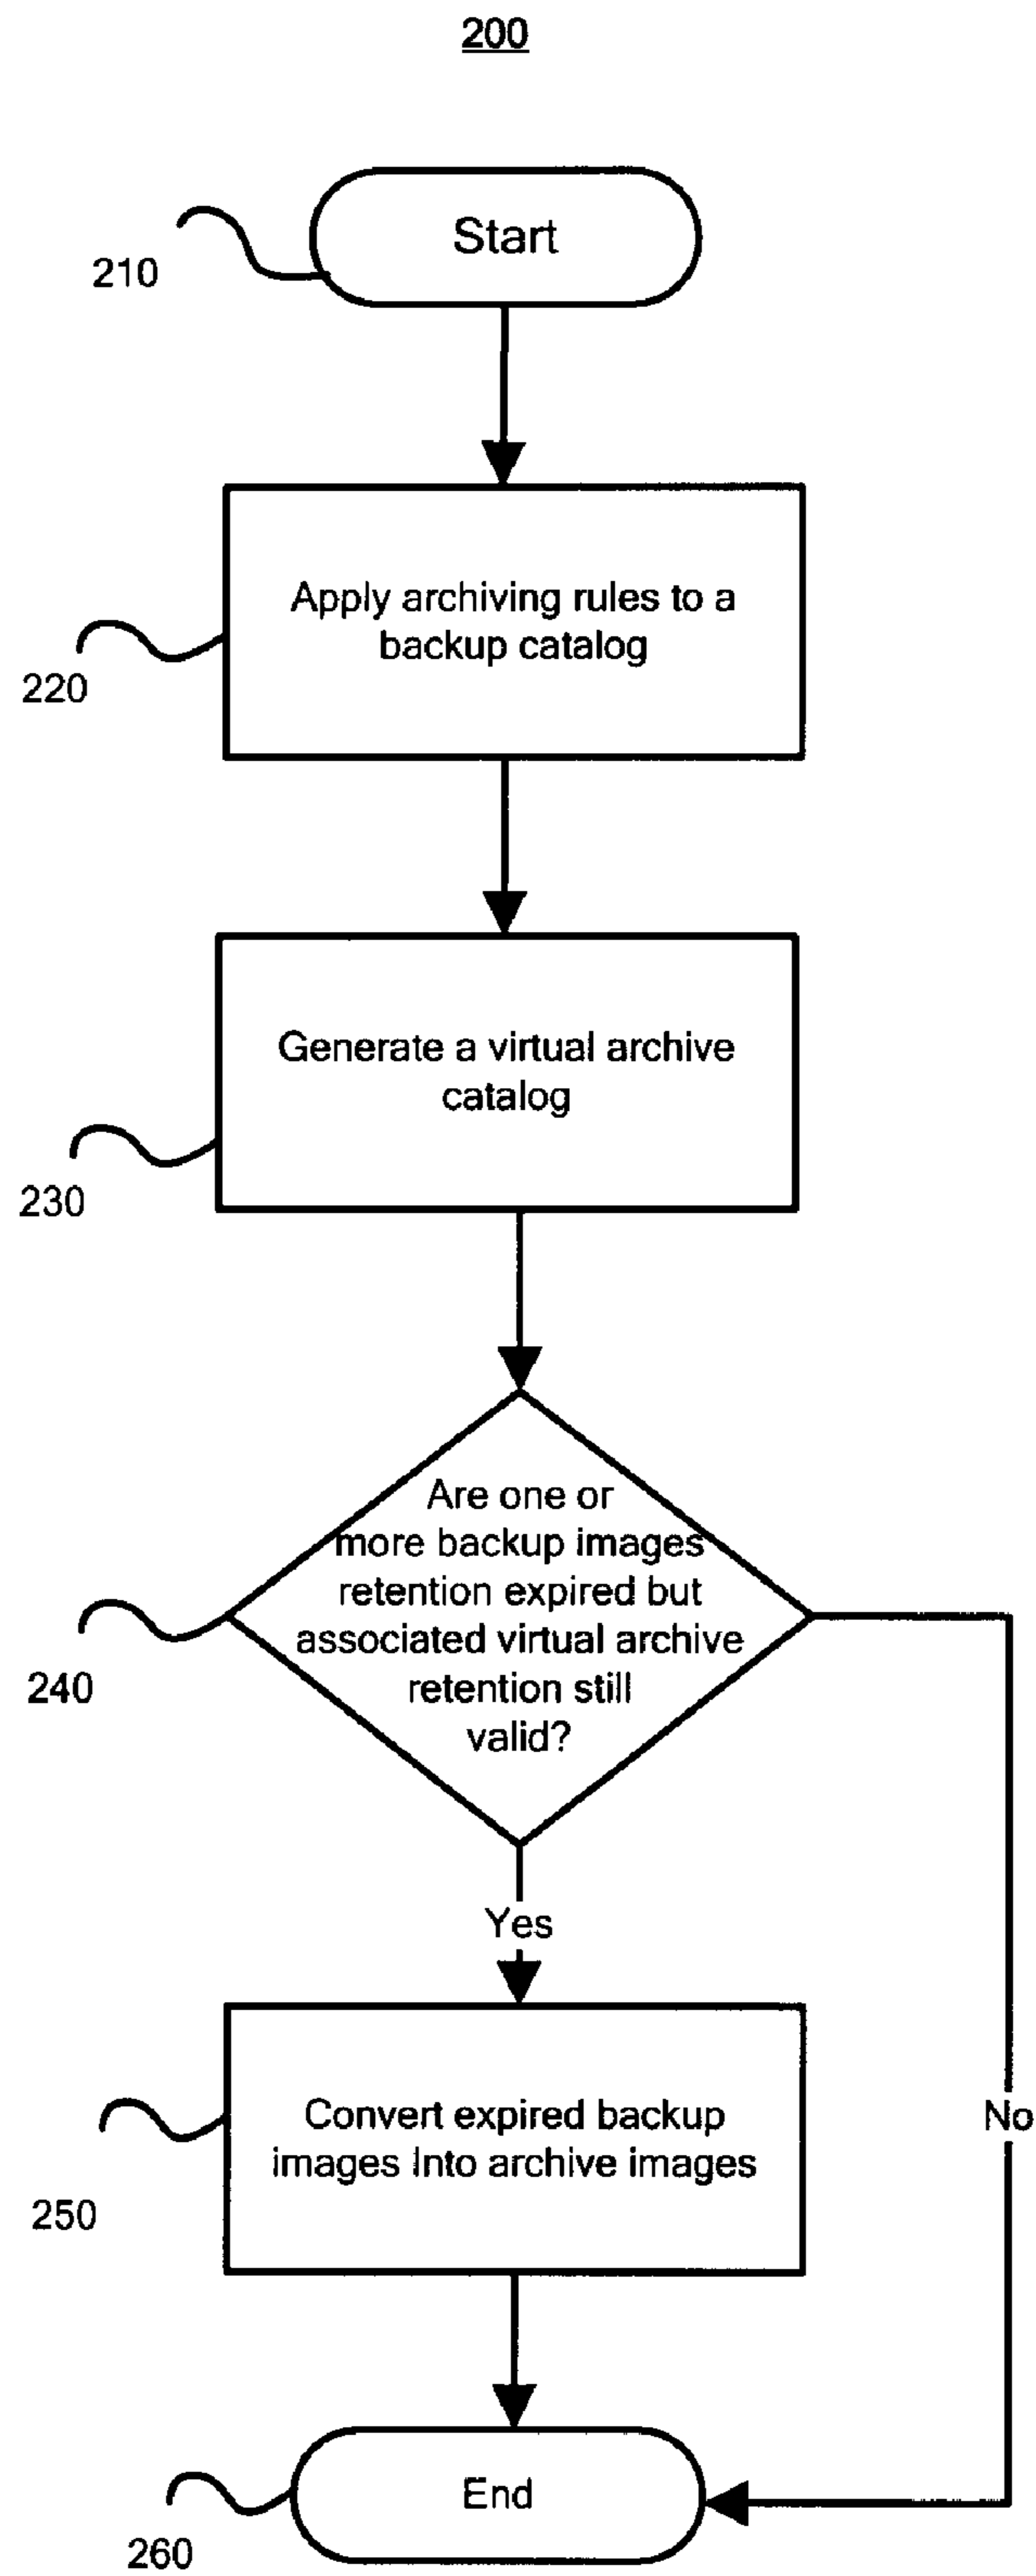 200
Start
210
Apply archiving rules to a
backup catalog
220
Generate a virtual archive
catalog
230
Are one or
more backup images
retention expired but
associated virtual archive
retention still
valid?
240
Yes
No
Convert expired backup
images Into archive images
250
End
260